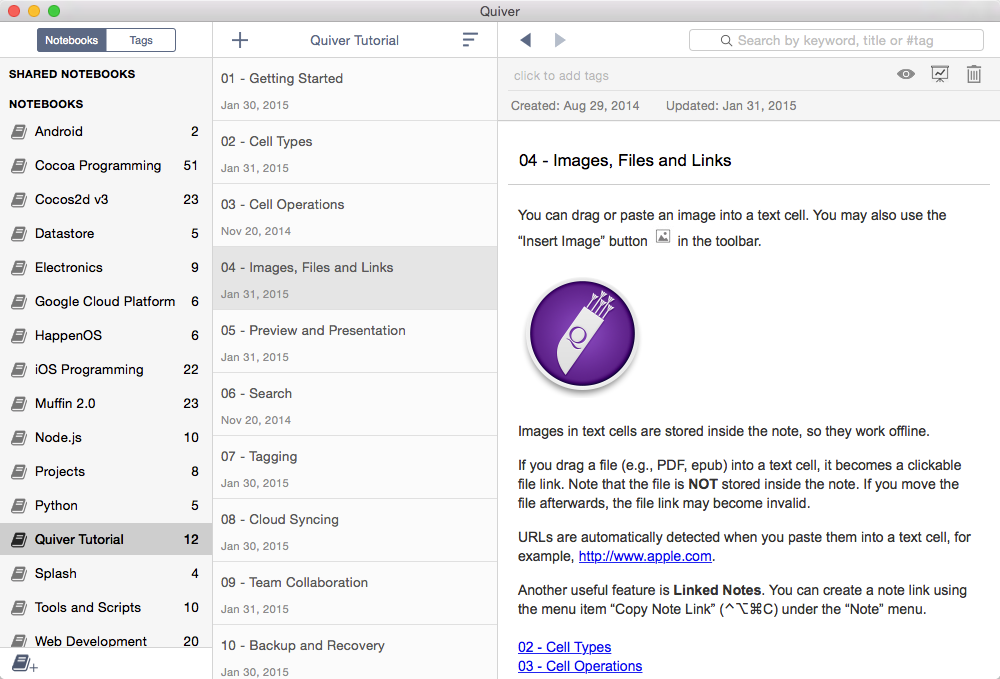 Quiver
Notebooks
Tags
SHARED NOTEBOOKS
NOTEBOOKS
Android 2
Cocoa Programming 51
Cocos2d v3 23
Datastore 5
Electronics 9
Google Cloud Platform 6
HappenOS 6
iOS Programming 22
Muffin 2.0 23
Node.js 10
Projects 8
Python 5
Quiver Tutorial 12
Splash 4
Tools and Scripts 10
Web Development 20
Quiver Tutorial
01 - Getting Started
Jan 30, 2015
02 - Cell Types
Jan 31, 2015
03 - Cell Operations
Nov 20, 2014
04 - Images, Files and Links
Jan 31, 2015
05 - Preview and Presentation
Jan 31, 2015
06 - Search
Nov 20, 2014
07 - Tagging
Jan 30, 2015
08 - Cloud Syncing
Jan 30, 2015
09 - Team Collaboration
Jan 31, 2015
10 - Backup and Recovery
Jan 30, 2015
Search by keyword, title or #tag
click to add tags
Created: Aug 29, 2014 Updated: Jan 31, 2015
04 - Images, Files and Links
You can drag or paste an image into a text cell. You may also use the
“Insert Image” button in the toolbar.
Q
Images in text cells are stored inside the note, so they work offline.
If you drag a file (e.g., PDF, epub) into a text cell, it becomes a clickable
file link. Note that the file is NOT stored inside the note. If you move the
file afterwards, the file link may become invalid.
URLs are automatically detected when you paste them into a text cell, for
example, http://www.apple.com.
Another useful feature is Linked Notes. You can create a note link using
the menu item “Copy Note Link” (⌃⌥⌘C) under the “Note” menu.
02 - Cell Types
03 - Cell Operations